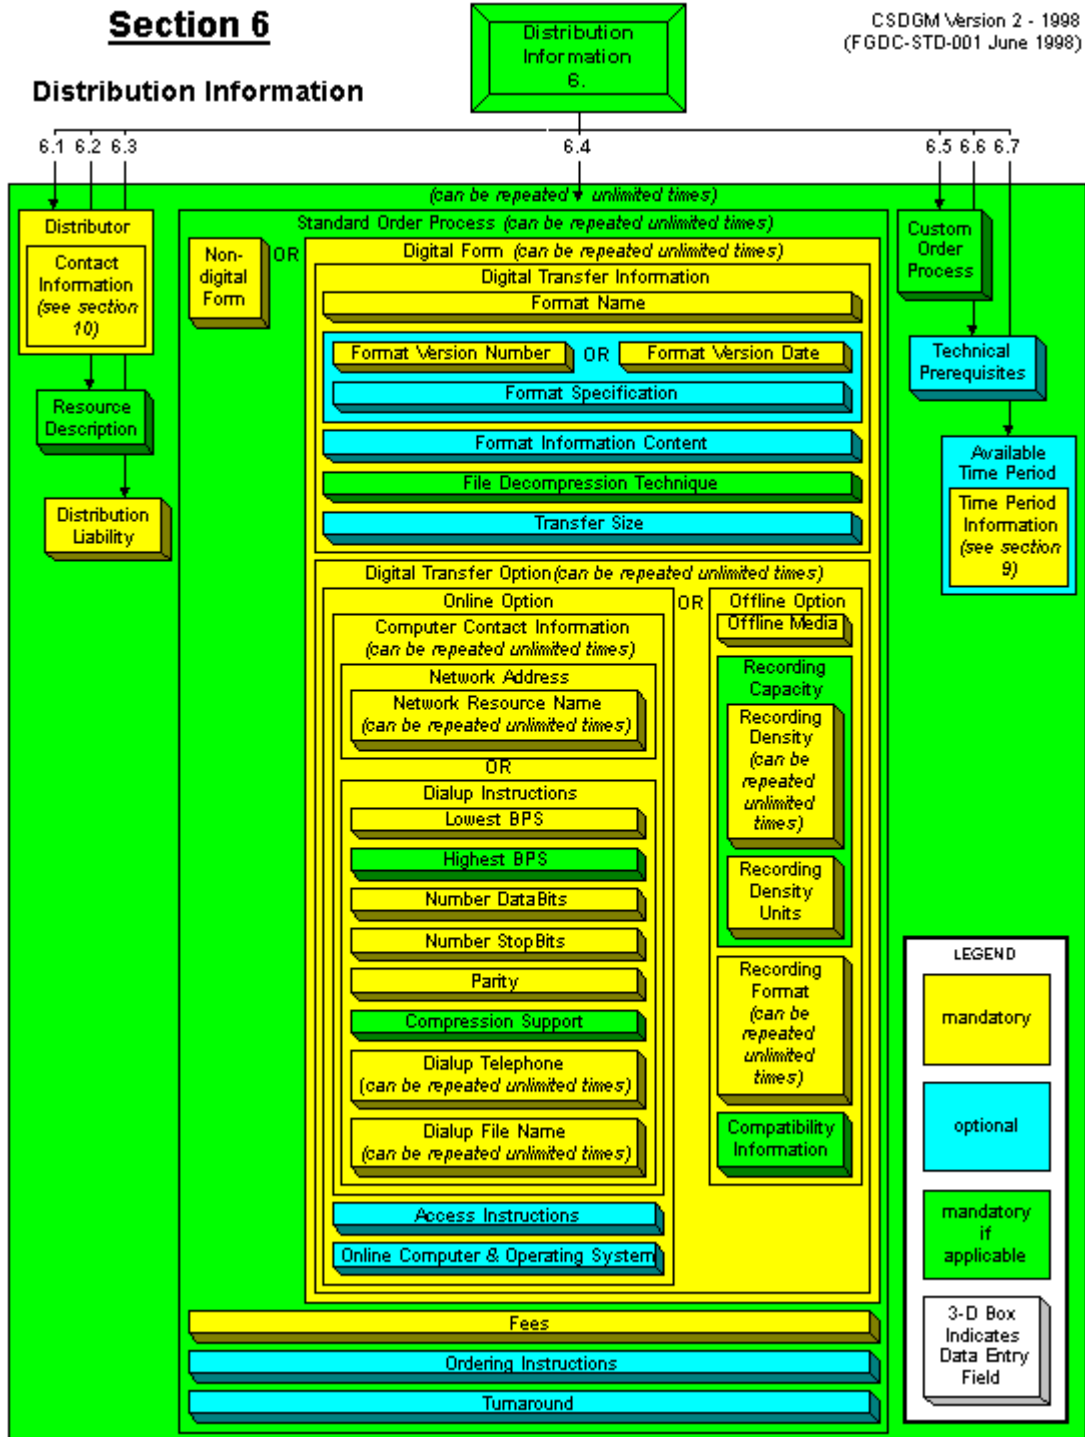 Section 6
Distribution
Information
6.
CSDGM Version 2 - 1998
(FGDC-STD-001 June 1998)
Distribution Information
6.1 6.2 6.3
6.4
6.5 6.6 6.7
(can be repeated unlimited times)
Distributor
Contact
Information
(see section
10)
Resource
Description
Distribution
Liability
Standard Order Process (can be repeated unlimited times)
Non-
digital
Form
OR
Digital Form (can be repeated unlimited times)
Digital Transfer Information
Format Name
Format Version Number
OR
Format Version Date
Format Specification
Format Information Content
File Decompression Technique
Transfer Size
Digital Transfer Option (can be repeated unlimited times)
Online Option
Computer Contact Information
(can be repeated unlimited times)
Network Address
Network Resource Name
(can be repeated unlimited times)
OR
Dialup Instructions
Lowest BPS
Highest BPS
Number DataBits
Number StopBits
Parity
Compression Support
Dialup Telephone
(can be repeated unlimited times)
Dialup File Name
(can be repeated unlimited times)
Access Instructions
Online Computer & Operating System
OR
Offline Option
Offline Media
Recording
Capacity
Recording
Density
(can be
repeated
unlimited
times)
Recording
Density
Units
Recording
Format
(can be
repeated
unlimited
times)
Compatibility
Information
Fees
Ordering Instructions
Turnaround
Custom
Order
Process
Technical
Prerequisites
Available
Time Period
Time Period
Information
(see section
9)
LEGEND
mandatory
optional
mandatory
if
applicable
3-D Box
Indicates
Data Entry
Field